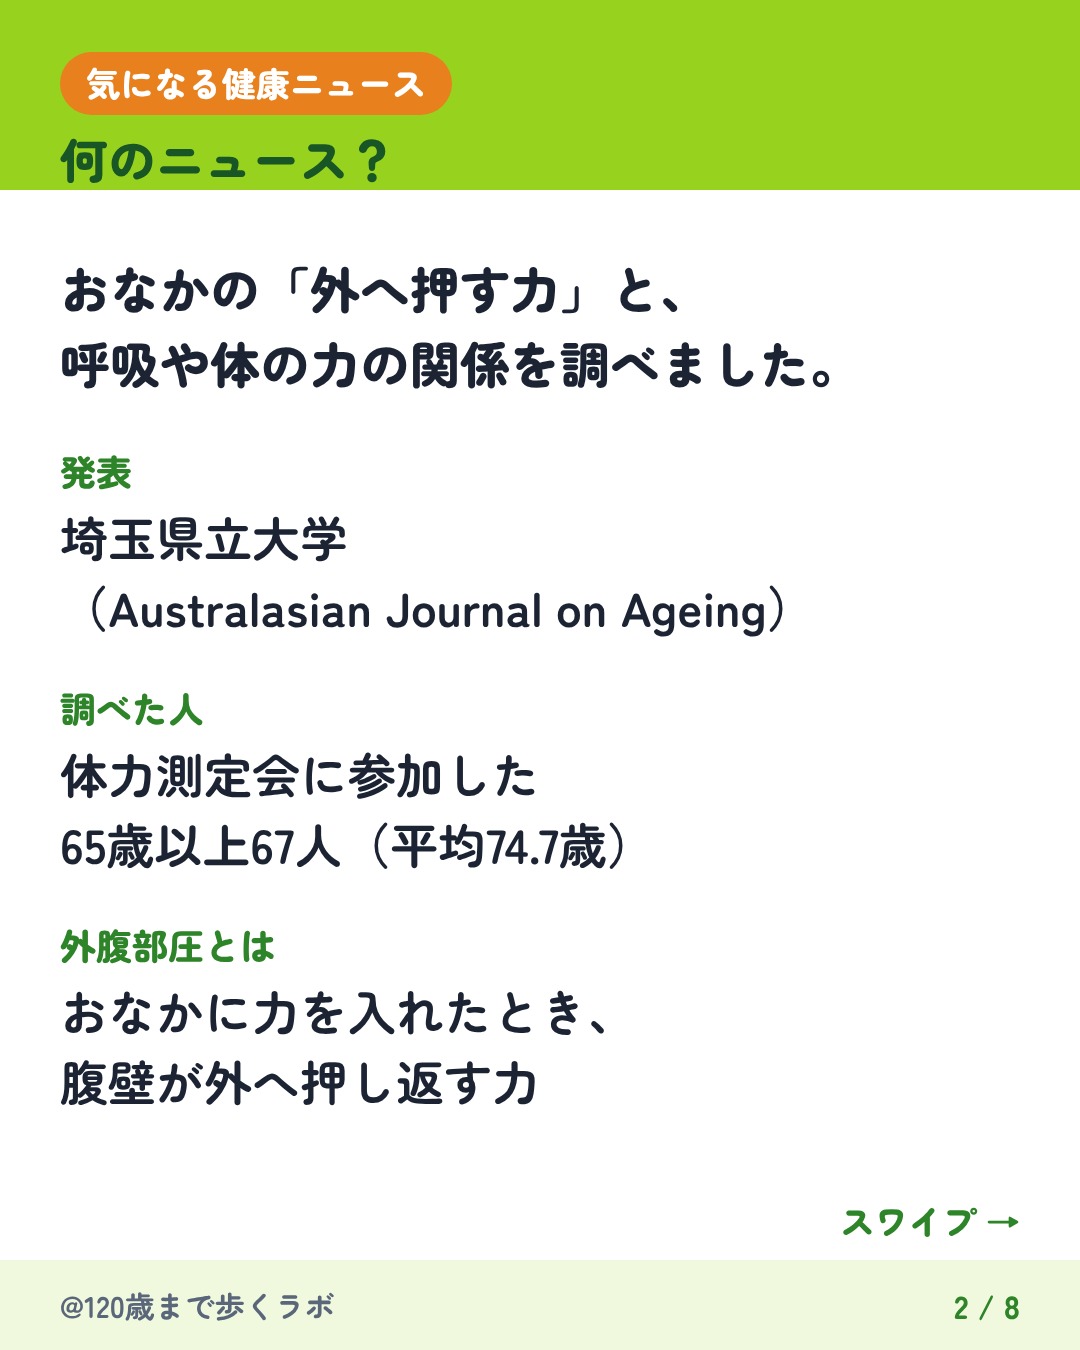 気になる健康ニュース
何のニュース？
おなかの「外へ押す力」と、
呼吸や体の力の関係を調べました。
発表
埼玉県立大学
（Australasian Journal on Ageing）
調べた人
体力測定会に参加した
65歳以上67人（平均74.7歳）
外腹部圧とは
おなかに力を入れたとき、
腹壁が外へ押し返す力
スワイプ →
@120歳まで歩くラボ
2 / 8